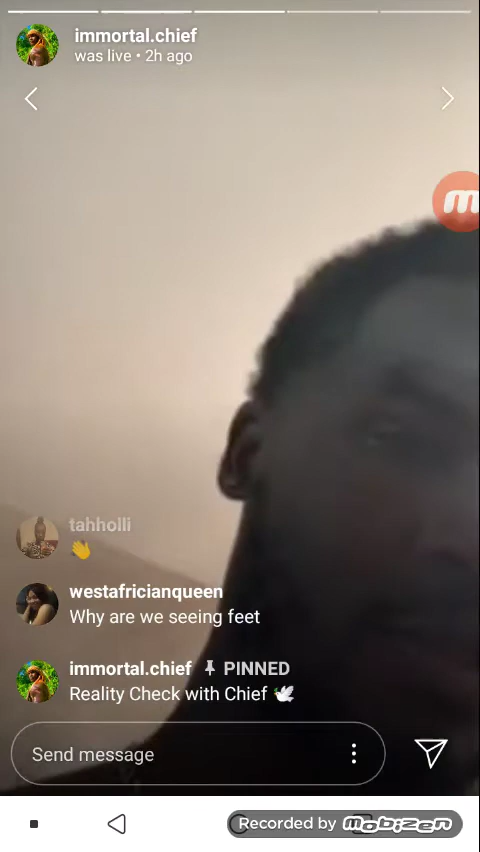 immortal.chief
was live • 2h ago
tahholli
👋
westafricianqueen
Why are we seeing feet
immortal.chief PINNED
Reality Check with Chief 🕊️
Send message
Recorded by mobizen